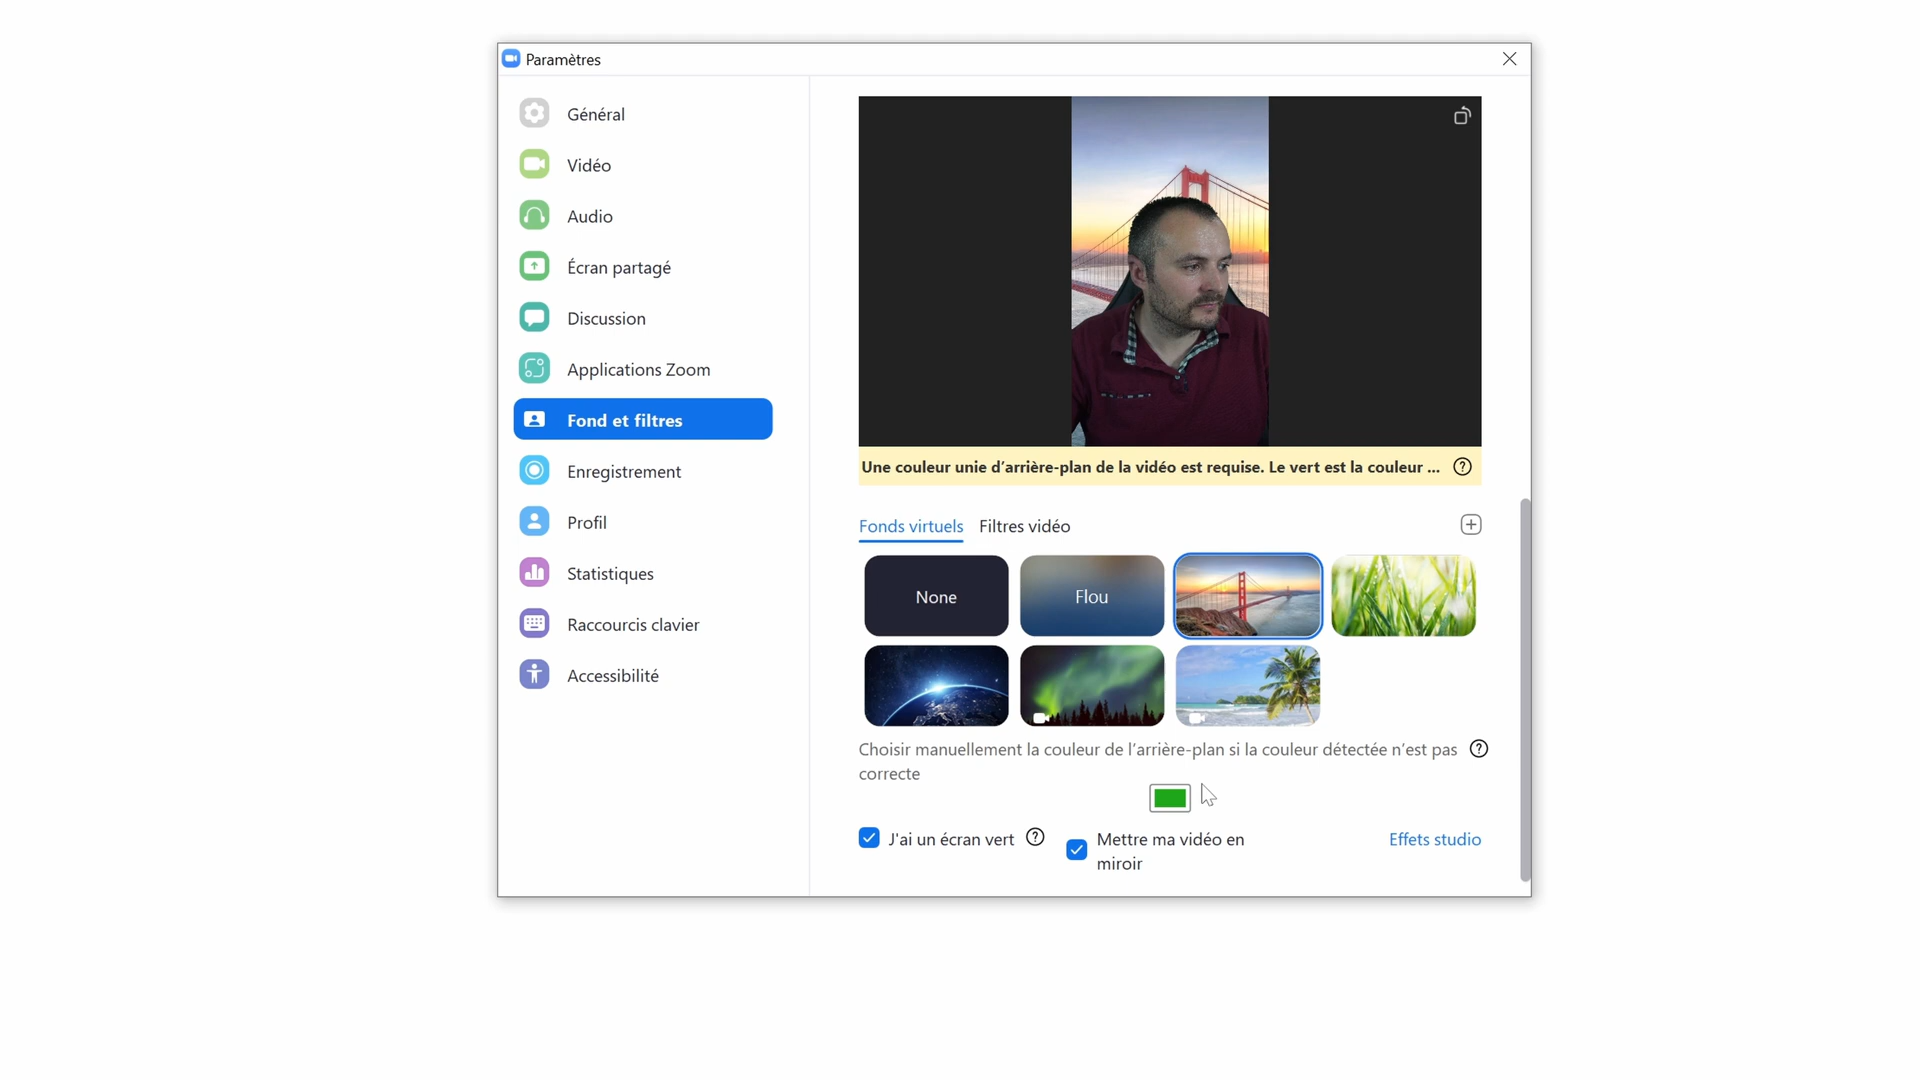 Paramètres
Général
Vidéo
Audio
Écran partagé
Discussion
Applications Zoom
Fond et filtres
Enregistrement
Profil
Statistiques
Raccourcis clavier
Accessibilité
Une couleur unie d’arrière-plan de la vidéo est requise. Le vert est la couleur ...
Fonds virtuels
Filtres vidéo
None
Flou
Choisir manuellement la couleur de l’arrière-plan si la couleur détectée n’est pas
correcte
J'ai un écran vert
Mettre ma vidéo en
miroir
Effets studio